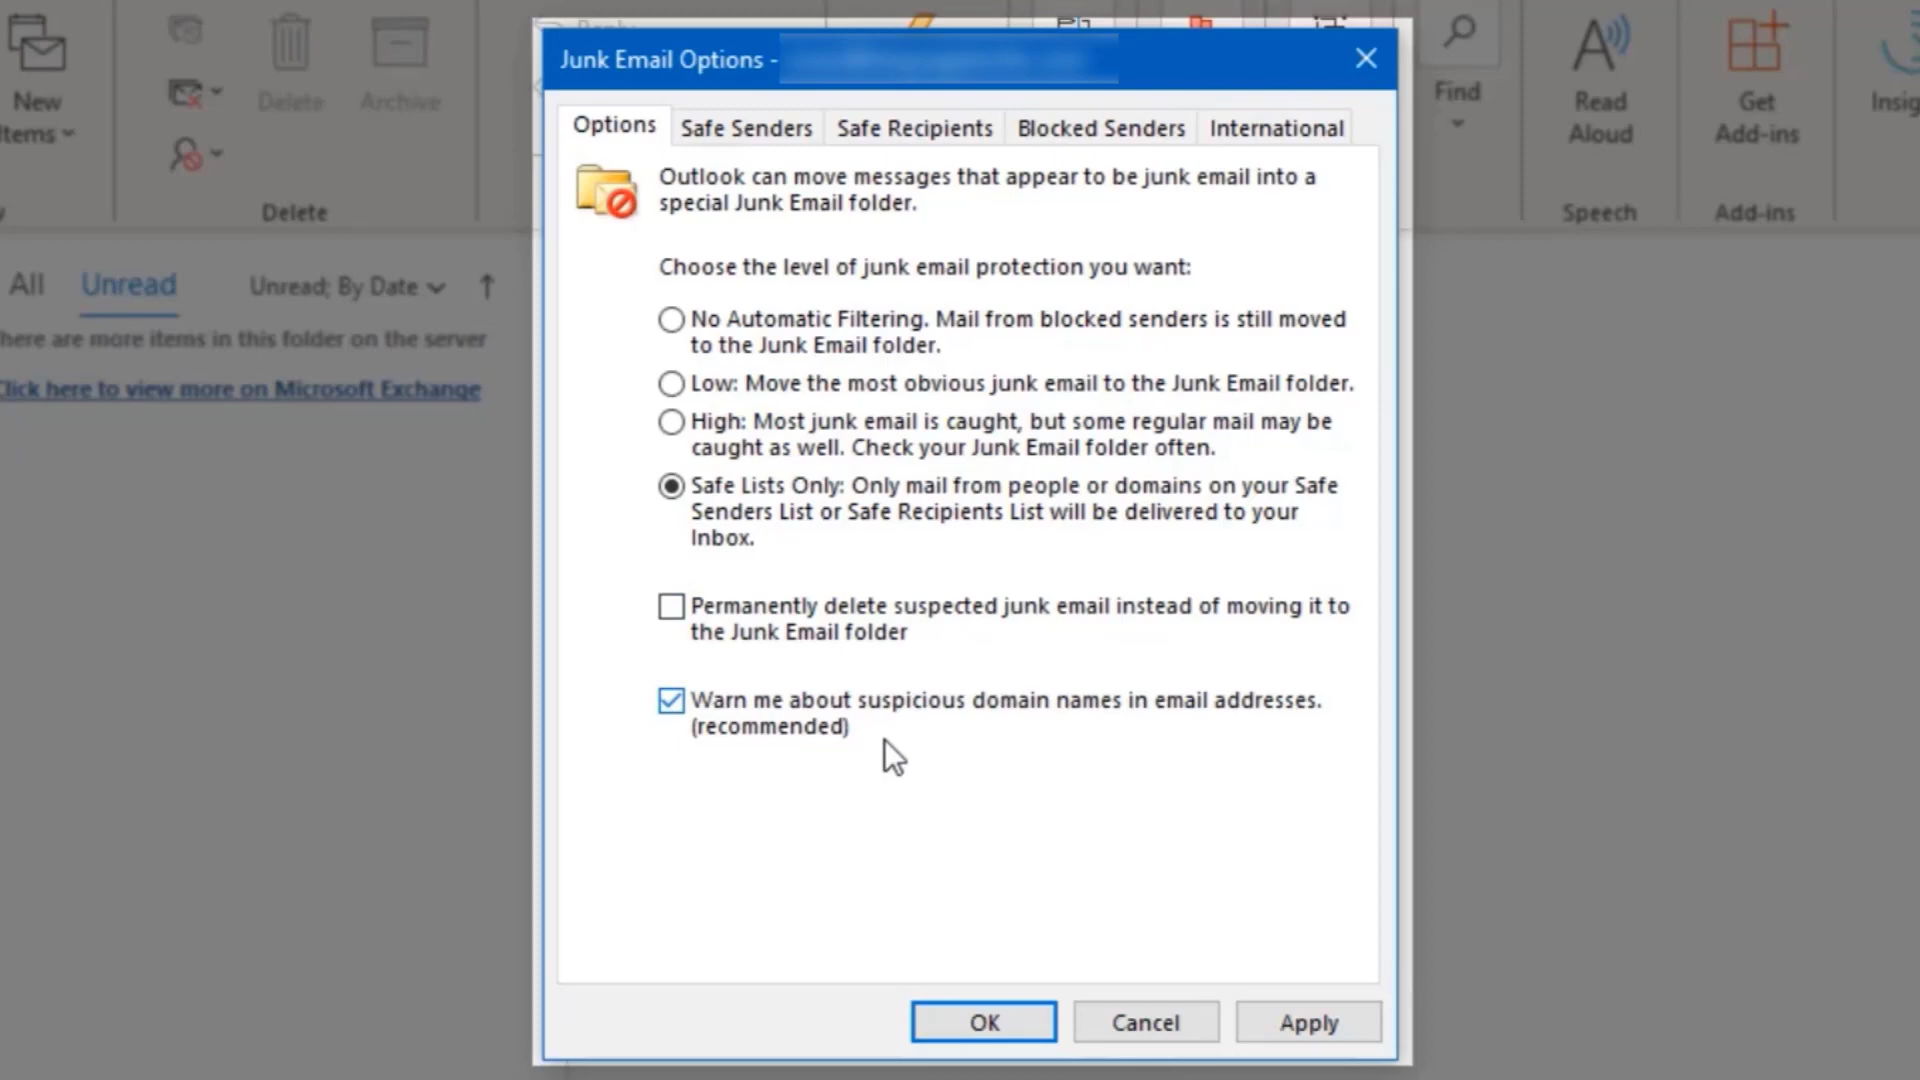 New
Items
Delete
Archive
Delete
Find
Read
Aloud
Speech
Get
Add-ins
Add-ins
All
Unread
Unread; By Date
here are more items in this folder on the server
Click here to view more on Microsoft Exchange
Junk Email Options -
Options
Safe Senders
Safe Recipients
Blocked Senders
International
Outlook can move messages that appear to be junk email into a
special Junk Email folder.
Choose the level of junk email protection you want:
No Automatic Filtering. Mail from blocked senders is still moved
to the Junk Email folder.
Low: Move the most obvious junk email to the Junk Email folder.
High: Most junk email is caught, but some regular mail may be
caught as well. Check your Junk Email folder often.
Safe Lists Only: Only mail from people or domains on your Safe
Senders List or Safe Recipients List will be delivered to your
Inbox.
Permanently delete suspected junk email instead of moving it to
the Junk Email folder
Warn me about suspicious domain names in email addresses.
(recommended)
OK
Cancel
Apply